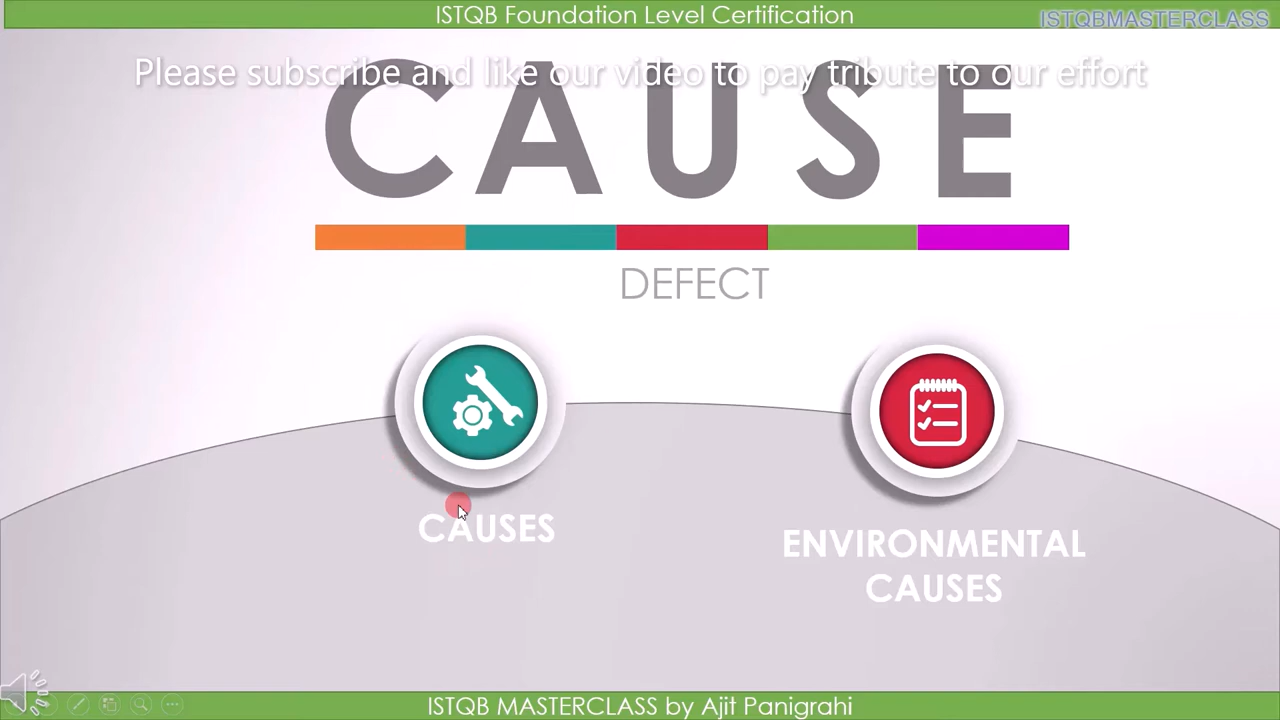 ISTQB Foundation Level Certification
ISTQBMASTERCLASS
Please subscribe and like our video to pay tribute to our effort
CAUSE
DEFECT
CAUSES
ENVIRONMENTAL
CAUSES
ISTQB MASTERCLASS by Ajit Panigrahi